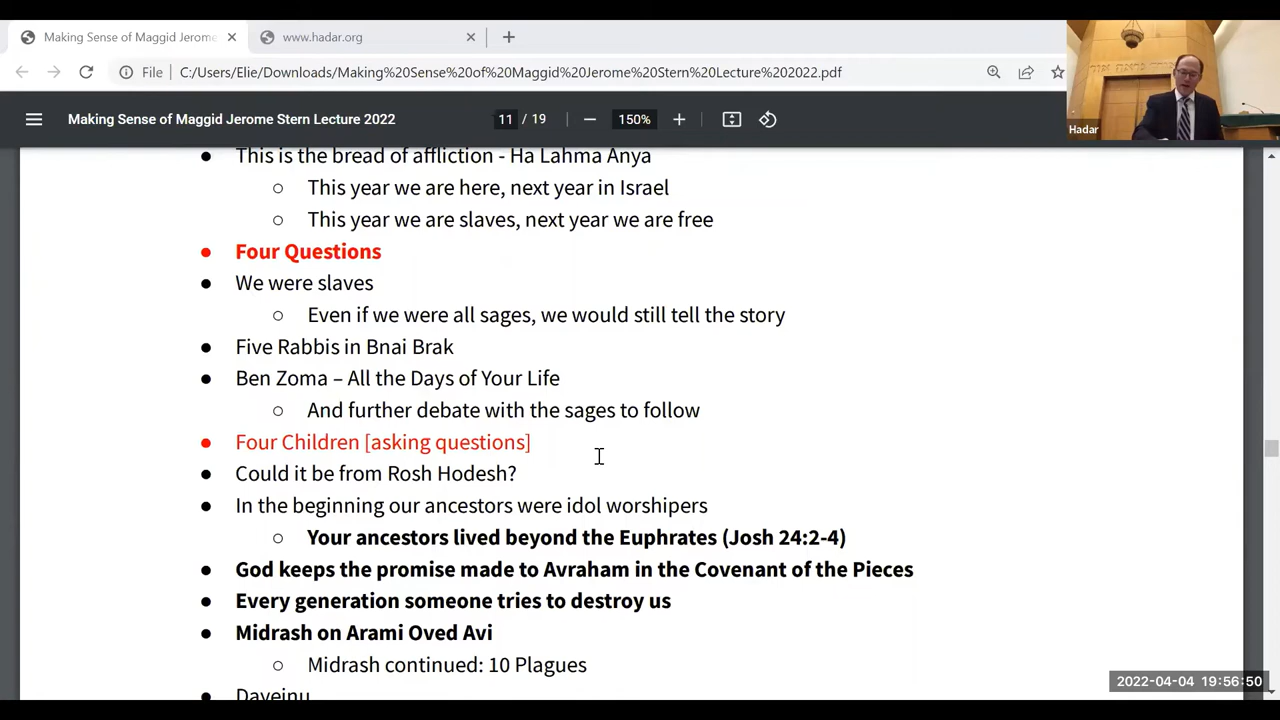 Making Sense of Maggid Jerome
www.hadar.org
File C:/Users/Elie/Downloads/Making%20Sense%20of%20Maggid%20Jerome%20Stern%20Lecture%202022.pdf
Making Sense of Maggid Jerome Stern Lecture 2022
11 / 19
150%
Hadar
• This is the bread of affliction - Ha Lahma Anya
○ This year we are here, next year in Israel
○ This year we are slaves, next year we are free
• Four Questions
• We were slaves
○ Even if we were all sages, we would still tell the story
• Five Rabbis in Bnai Brak
• Ben Zoma – All the Days of Your Life
○ And further debate with the sages to follow
• Four Children [asking questions]
• Could it be from Rosh Hodesh?
• In the beginning our ancestors were idol worshipers
○ Your ancestors lived beyond the Euphrates (Josh 24:2-4)
• God keeps the promise made to Avraham in the Covenant of the Pieces
• Every generation someone tries to destroy us
• Midrash on Arami Oved Avi
○ Midrash continued: 10 Plagues
• Dayeinu
2022-04-04 19:56:50